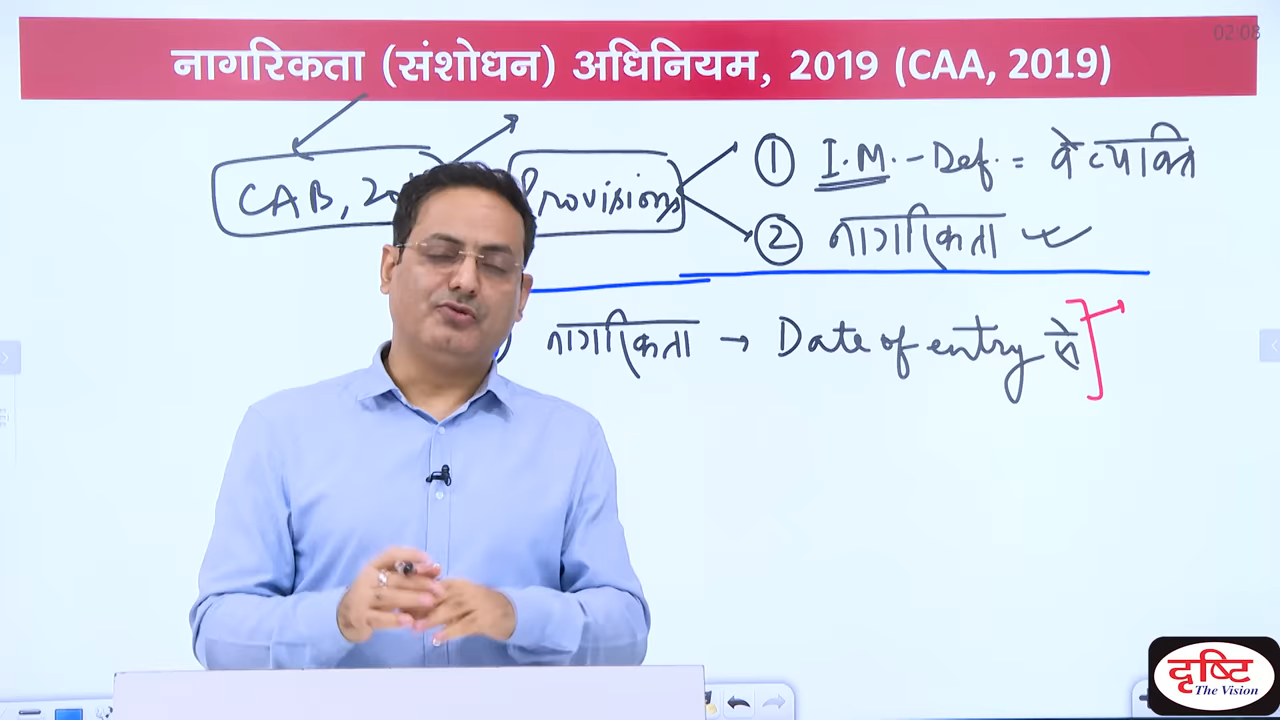 02:08
नागरिकता (संशोधन) अधिनियम, 2019 (CAA, 2019)
CAB, 20
Provisions
① I.M. - Def. = वे व्यक्ति
② नागरिकता
नागरिकता → Date of entry से
दृष्टि
The Vision